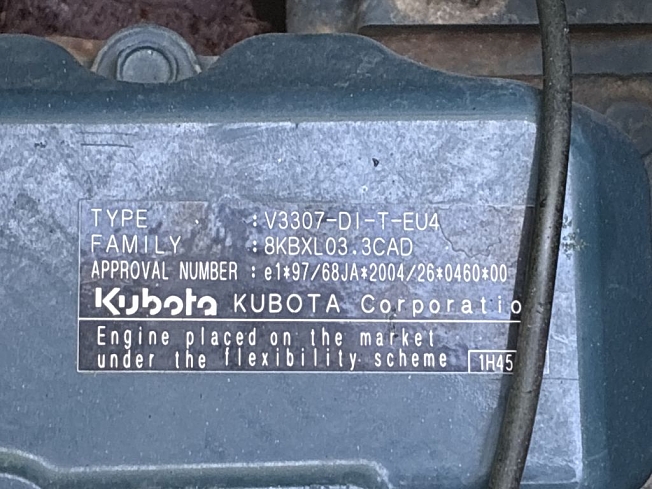 TYPE : V3307-DI-T-EU4
FAMILY : 8KBXL03.3CAD
APPROVAL NUMBER : e1*97/68JA*2004/26*0460*00
Kubota KUBOTA Corporatio
Engine placed on the market
under the flexibility scheme 1H45